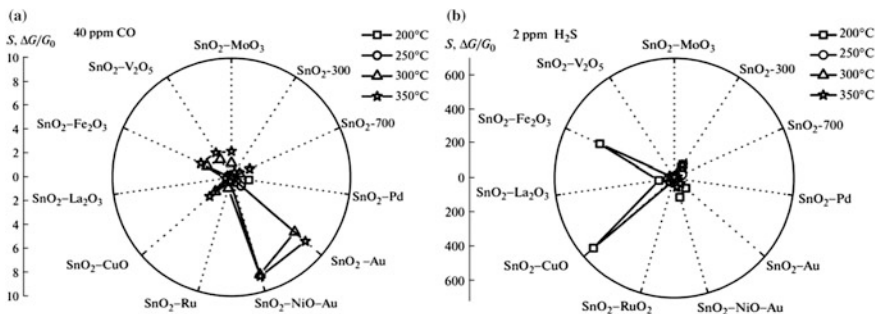 (a)
40 ppm CO
S, ΔG/G₀
10
8
6
4
2
0
2
4
6
8
10
SnO₂–MoO₃
SnO₂-300
SnO₂-700
SnO₂–Pd
SnO₂–Au
SnO₂–NiO–Au
SnO₂–Ru
SnO₂–CuO
SnO₂–La₂O₃
SnO₂–Fe₂O₃
SnO₂–V₂O₅
200°C
250°C
300°C
350°C
(b)
2 ppm H₂S
S, ΔG/G₀
600
400
200
0
200
400
600
SnO₂–MoO₃
SnO₂-300
SnO₂-700
SnO₂–Pd
SnO₂–Au
SnO₂–NiO–Au
SnO₂–RuO₂
SnO₂–CuO
SnO₂–La₂O₃
SnO₂–Fe₂O₃
SnO₂–V₂O₅
200°C
250°C
300°C
350°C